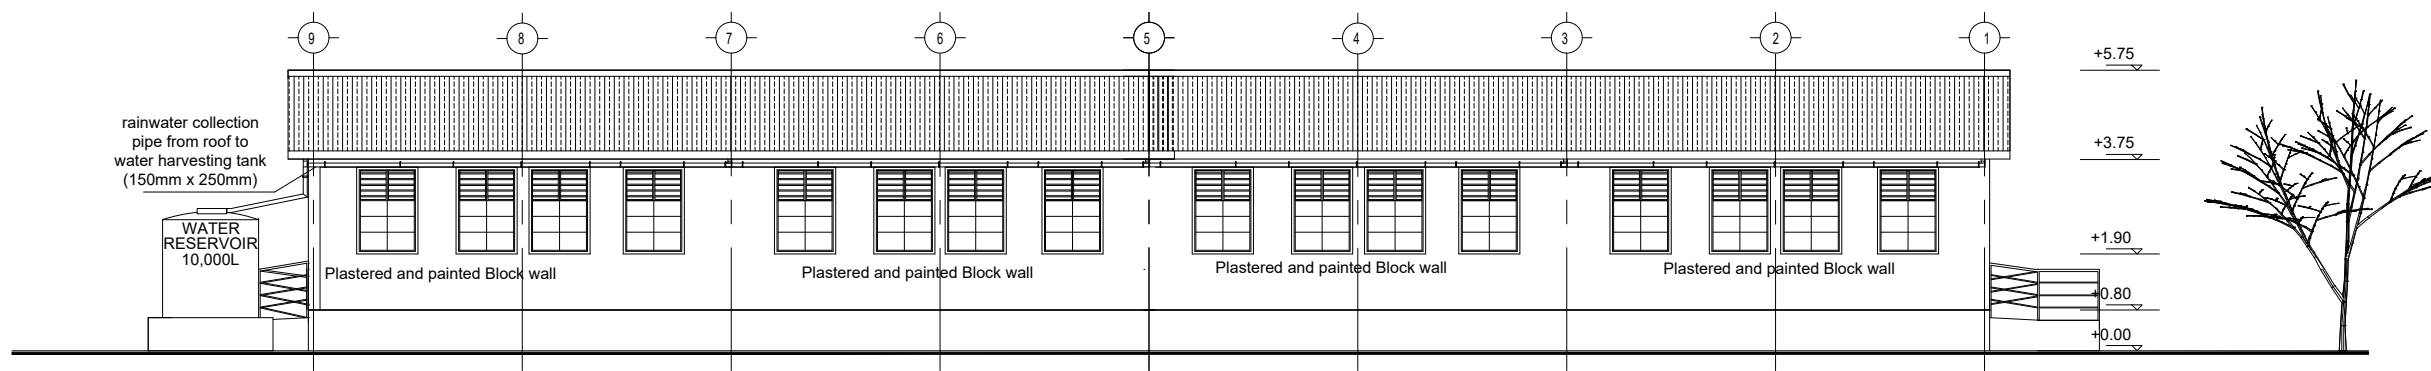 9
8
7
6
5
4
3
2
1
+5.75
rainwater collection
pipe from roof to
water harvesting tank
(150mm x 250mm)
+3.75
WATER
RESERVOIR
10,000L
+1.90
Plastered and painted Block wall
Plastered and painted Block wall
Plastered and painted Block wall
Plastered and painted Block wall
+0.80
+0.00